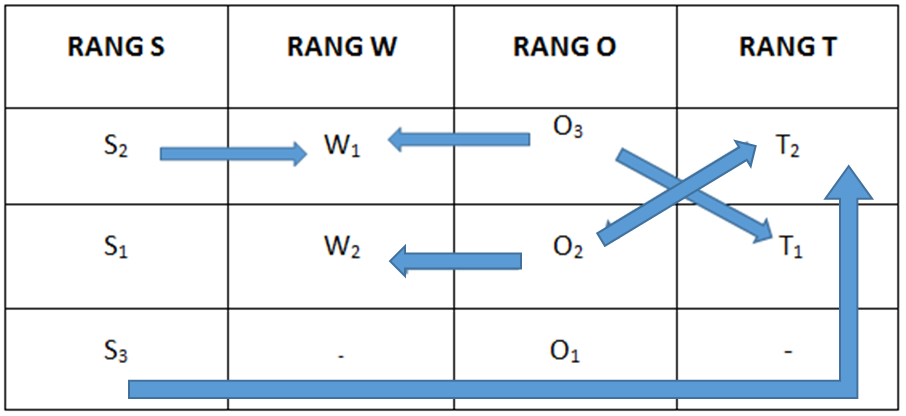 RANG S RANG W RANG O RANG T
S₂ W₁ O₃ T₂
S₁ W₂ O₂ T₁
S₃ - O₁ -